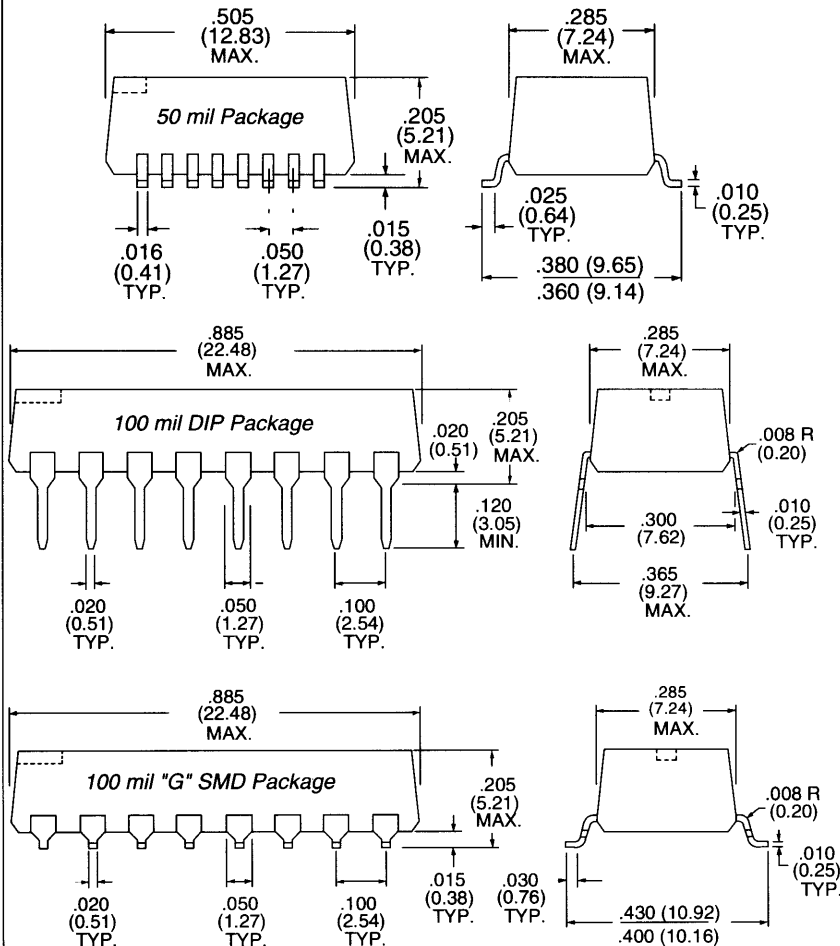 .505
(12.83)
MAX.
.285
(7.24)
MAX.
50 mil Package
.205
(5.21)
MAX.
.016
(0.41)
TYP.
.050
(1.27)
TYP.
.015
(0.38)
TYP.
.025
(0.64)
TYP.
.010
(0.25)
TYP.
.380 (9.65)
.360 (9.14)
.885
(22.48)
MAX.
.285
(7.24)
MAX.
100 mil DIP Package
.020
(0.51)
.205
(5.21)
MAX.
.120
(3.05)
MIN.
.008 R
(0.20)
.010
(0.25)
TYP.
.300
(7.62)
.365
(9.27)
MAX.
.020
(0.51)
TYP.
.050
(1.27)
TYP.
.100
(2.54)
TYP.
.885
(22.48)
MAX.
.285
(7.24)
MAX.
100 mil "G" SMD Package
.205
(5.21)
MAX.
.008 R
(0.20)
.010
(0.25)
TYP.
.020
(0.51)
TYP.
.050
(1.27)
TYP.
.100
(2.54)
TYP.
.015
(0.38)
TYP.
.030
(0.76)
TYP.
.430 (10.92)
.400 (10.16)